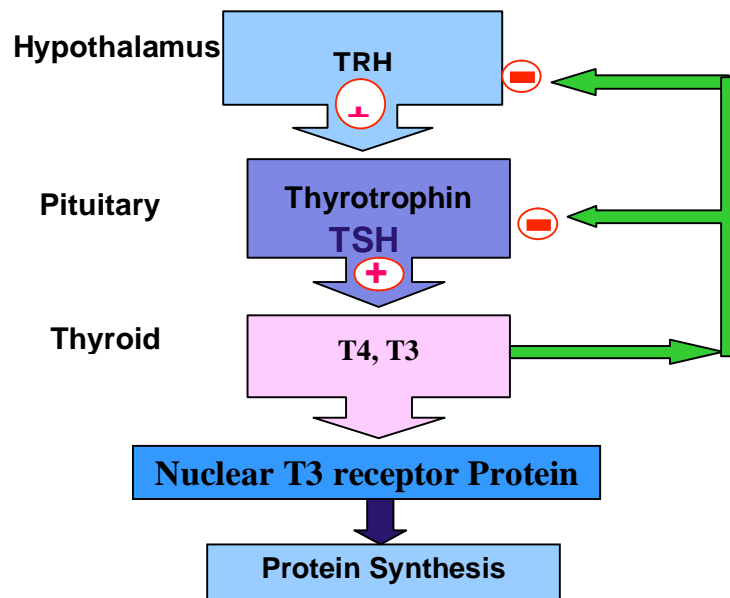 Hypothalamus
TRH
Pituitary
Thyrotrophin
TSH
+
Thyroid
T4, T3
Nuclear T3 receptor Protein
Protein Synthesis